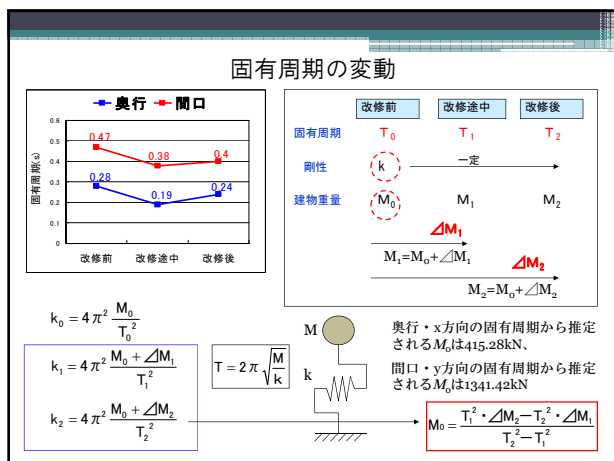 固有周期の変動
奥行 間口
固有周期(s)
0.6
0.5
0.4
0.3
0.2
0.1
0
0.47
0.38
0.4
0.28
0.19
0.24
改修前 改修途中 改修後
改修前 改修途中 改修後
固有周期 T₀ T₁ T₂
剛性 k 一定
建物重量 M₀ M₁ M₂
⊿M₁
M₁=M₀+⊿M₁
⊿M₂
M₂=M₀+⊿M₂
k₀ = 4π² M₀ / T₀²
k₁ = 4π² (M₀ + ⊿M₁) / T₁²
k₂ = 4π² (M₀ + ⊿M₂) / T₂²
T = 2π √(M / k)
M
k
奥行・x方向の固有周期から推定
されるM₀は415.28kN、
間口・y方向の固有周期から推定
されるM₀は1341.42kN
M₀ = (T₁²・⊿M₂−T₂²・⊿M₁) / (T₂²−T₁²)